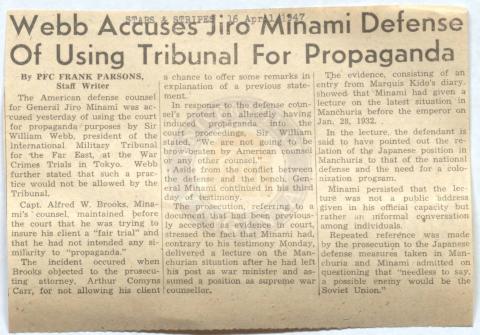 STARS & STRIPES 16 April 1947
Webb Accuses Jiro Minami Defense
Of Using Tribunal For Propaganda
By PFC FRANK PARSONS,
Staff Writer
The American defense counsel
for General Jiro Minami was ac-
cused yesterday of using the court
for propaganda purposes by Sir
William Webb, president of the
International Military Tribunal
for the Far East, at the War
Crimes Trials in Tokyo. Webb
further stated that such a prac-
tice would not be allowed by the
Tribunal.
Capt. Alfred W. Brooks, Mina-
mi's counsel, maintained before
the court that he was trying to
insure his client a "fair trial" and
that he had not intended any si-
milarity to "propaganda."
The incident occured when
Brooks objected to the prosecu-
ting attorney, Arthur Comyns
Carr, for not allowing his client
a chance to offer some remarks in
explanation of a previous state-
ment.
In response to the defense coun-
sel's protest on allegedly having
induced propaganda into the
court proceedings, Sir William
stated, "We are not going to be
brow-beaten by American counsel
or any other counsel."
Aside from the conflict between
the defense and the bench, Gen-
eral Minami continued in his third
day of testimony.
The prosecution, referring to a
document that had been previous-
ly accepted as evidence in court,
stressed the fact that Minami had,
contrary to his testimony Monday,
delivered a lecture on the Man-
churian situation after he had left
his post as war minister and as-
sumed a position as supreme war
counsellor.
The evidence, consisting of an
entry from Marquis Kido's diary,
showed that Minami had given a
lecture on the latest situation in
Manchuria before the emperor on
Jan. 28, 1932.
In the lecture, the defendant is
said to have pointed out the re-
lation of the Japanese position in
Manchuria to that of the national
defense and the need for a colo-
nization program.
Minami persisted that the lec-
ture was not a public address
given in his official capacity but
rather an informal conversation
among individuals.
Repeated reference was made
by the prosecution to the Japanese
defense measures taken in Man-
churia and Minami admitted on
questioning that "needless to say,
a possible enemy would be the
Soviet Union."